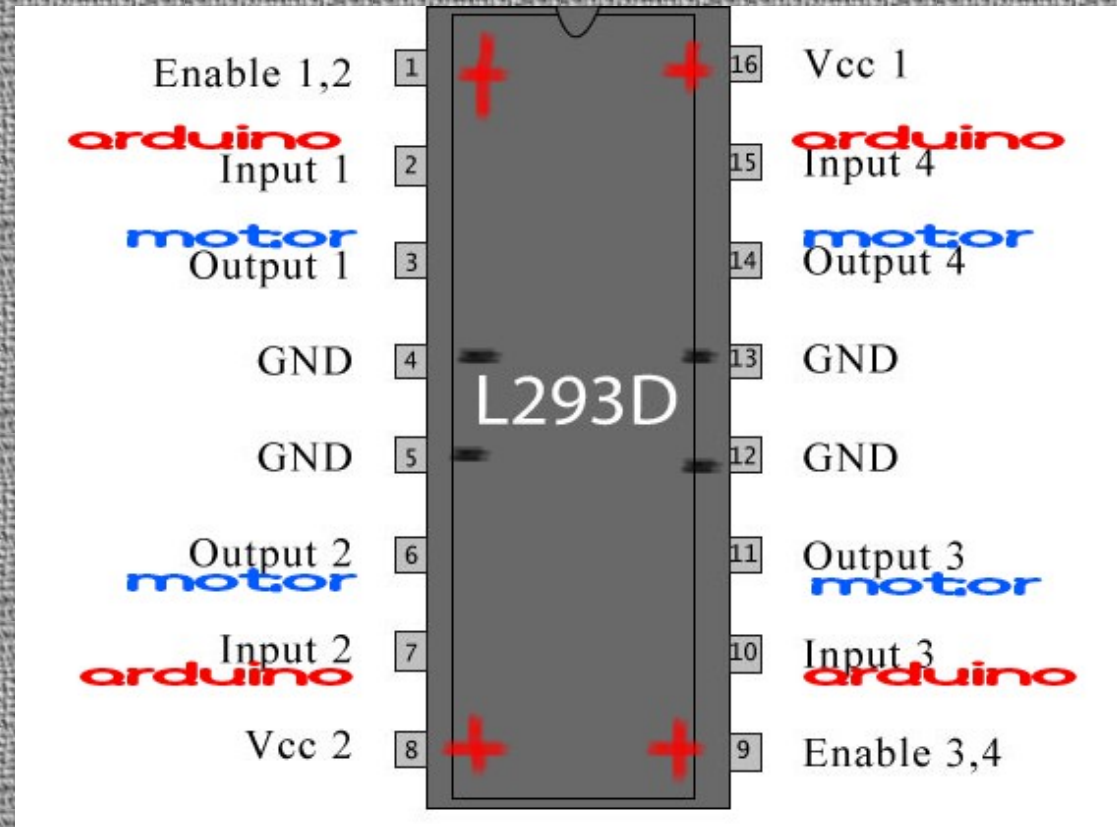 Enable 1,2
1
16
Vcc 1
arduino
arduino
Input 1
2
15
Input 4
motor
motor
Output 1
3
14
Output 4
GND
4
13
GND
L293D
GND
5
12
GND
Output 2
6
11
Output 3
motor
motor
Input 2
7
10
Input 3
arduino
arduino
Vcc 2
8
9
Enable 3,4